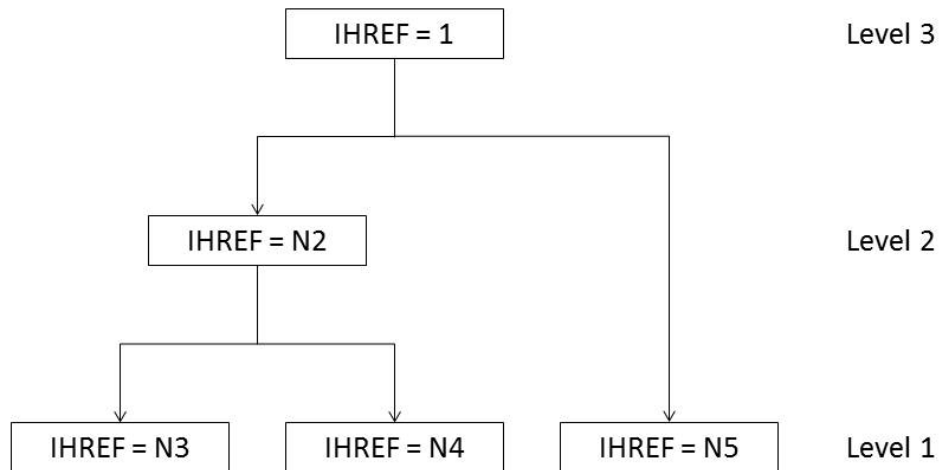 IHREF = 1 Level 3
IHREF = N2 Level 2
IHREF = N3 IHREF = N4 IHREF = N5 Level 1